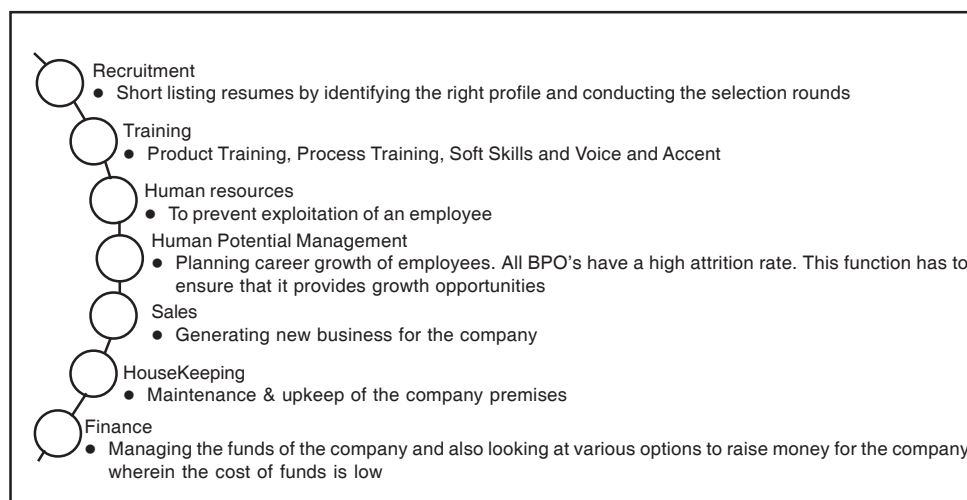 Recruitment
● Short listing resumes by identifying the right profile and conducting the selection rounds
Training
● Product Training, Process Training, Soft Skills and Voice and Accent
Human resources
● To prevent exploitation of an employee
Human Potential Management
● Planning career growth of employees. All BPO's have a high attrition rate. This function has to
ensure that it provides growth opportunities
Sales
● Generating new business for the company
HouseKeeping
● Maintenance & upkeep of the company premises
Finance
● Managing the funds of the company and also looking at various options to raise money for the company
wherein the cost of funds is low